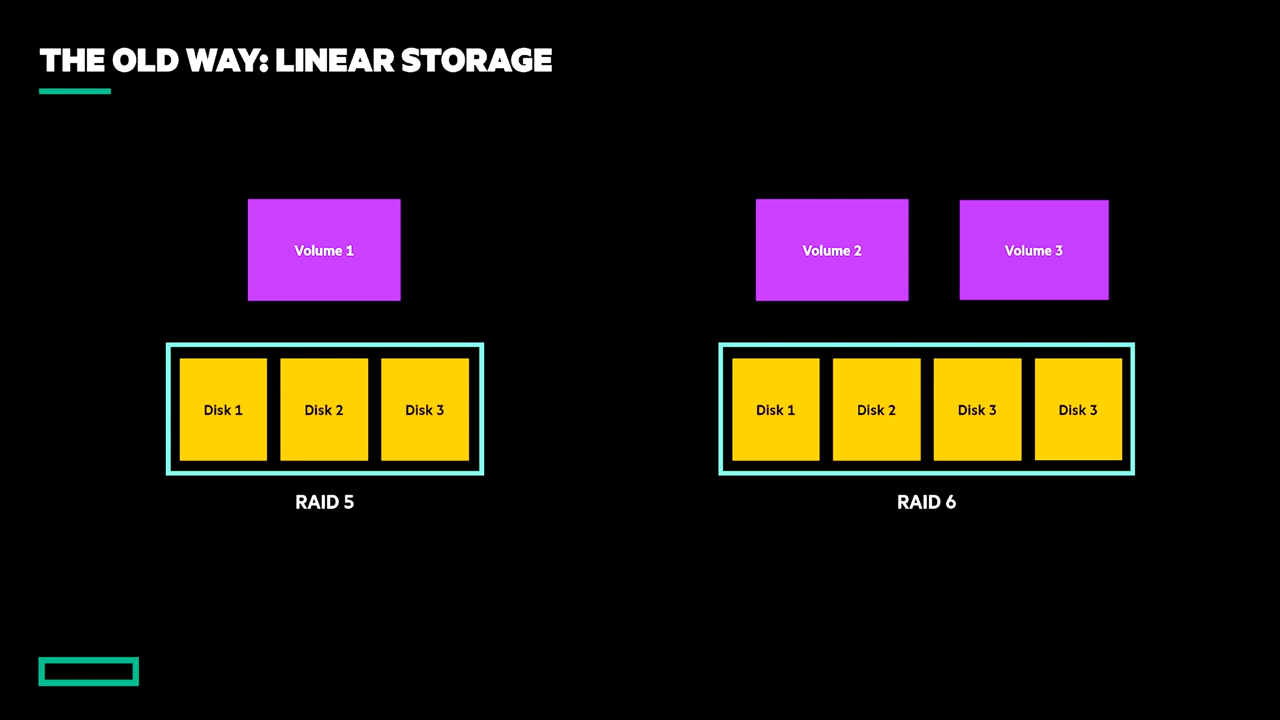 THE OLD WAY: LINEAR STORAGE
Volume 1
Volume 2
Volume 3
Disk 1
Disk 2
Disk 3
Disk 1
Disk 2
Disk 3
Disk 3
RAID 5
RAID 6